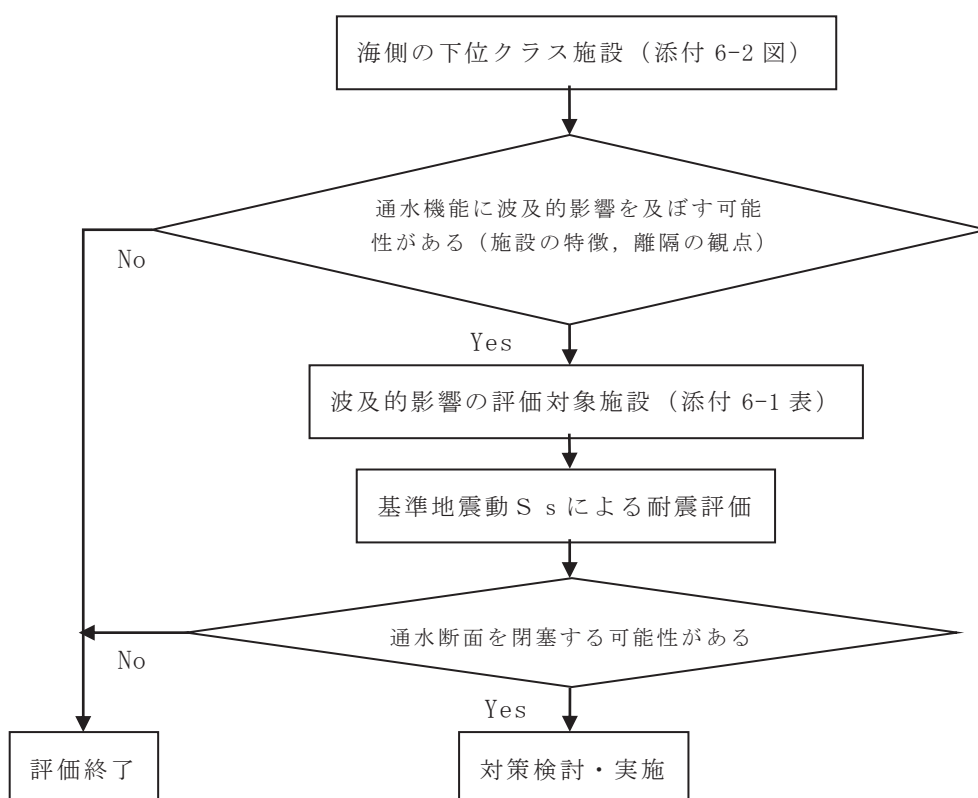 海側の下位クラス施設（添付 6-2 図）
通水機能に波及的影響を及ぼす可能
性がある（施設の特徴，離隔の観点）
No
Yes
波及的影響の評価対象施設（添付 6-1 表）
基準地震動Ｓｓによる耐震評価
通水断面を閉塞する可能性がある
No
Yes
評価終了
対策検討・実施